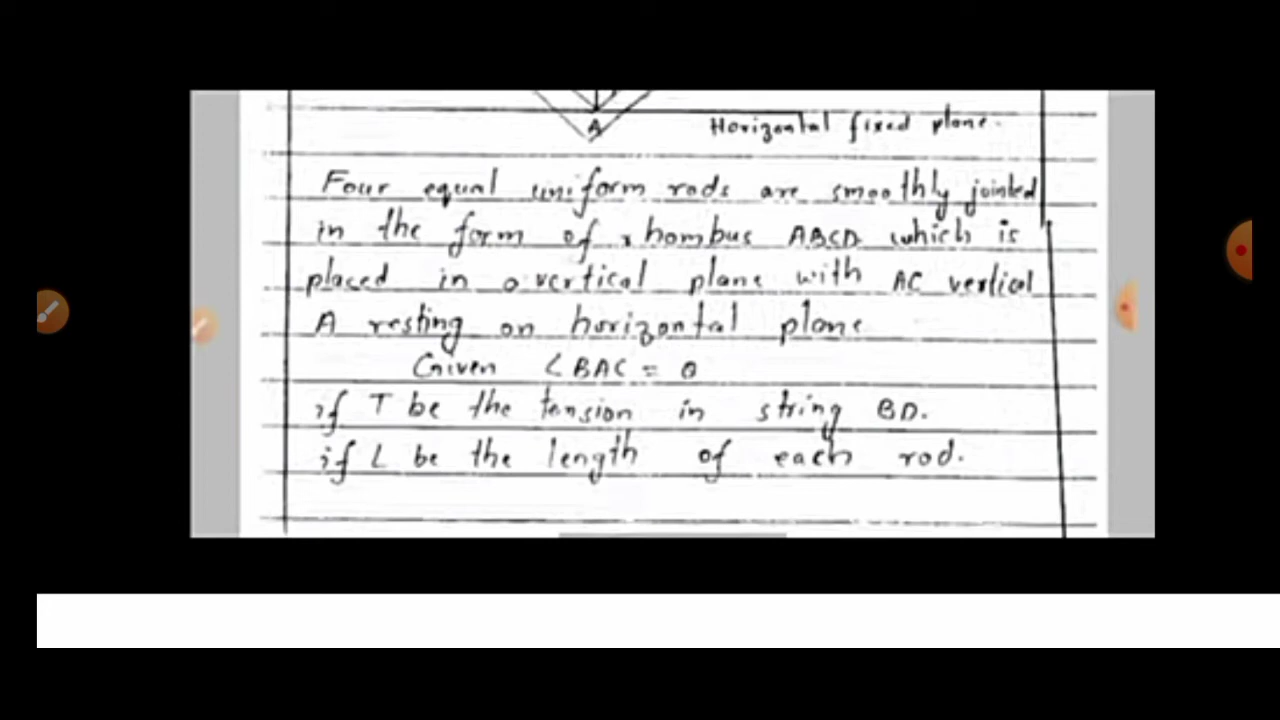 A
Horizontal fixed plane.
Four equal uniform rods are smoothly jointed
in the form of rhombus ABCD which is
placed in a vertical plane with AC vertical
A resting on horizontal plane
Given ∠BAC = θ
if T be the tension in string BD.
if L be the length of each rod.